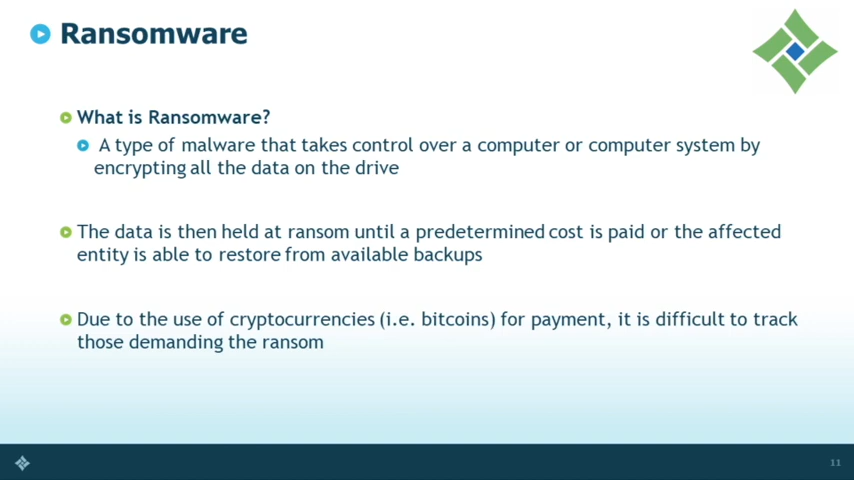 Ransomware
What is Ransomware?
A type of malware that takes control over a computer or computer system by
encrypting all the data on the drive
The data is then held at ransom until a predetermined cost is paid or the affected
entity is able to restore from available backups
Due to the use of cryptocurrencies (i.e. bitcoins) for payment, it is difficult to track
those demanding the ransom
11